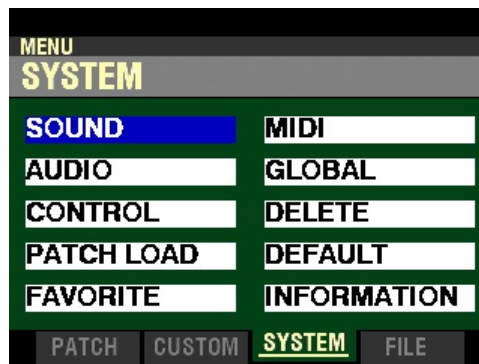 MENU
SYSTEM
SOUND
MIDI
AUDIO
GLOBAL
CONTROL
DELETE
PATCH LOAD
DEFAULT
FAVORITE
INFORMATION
PATCH CUSTOM SYSTEM FILE